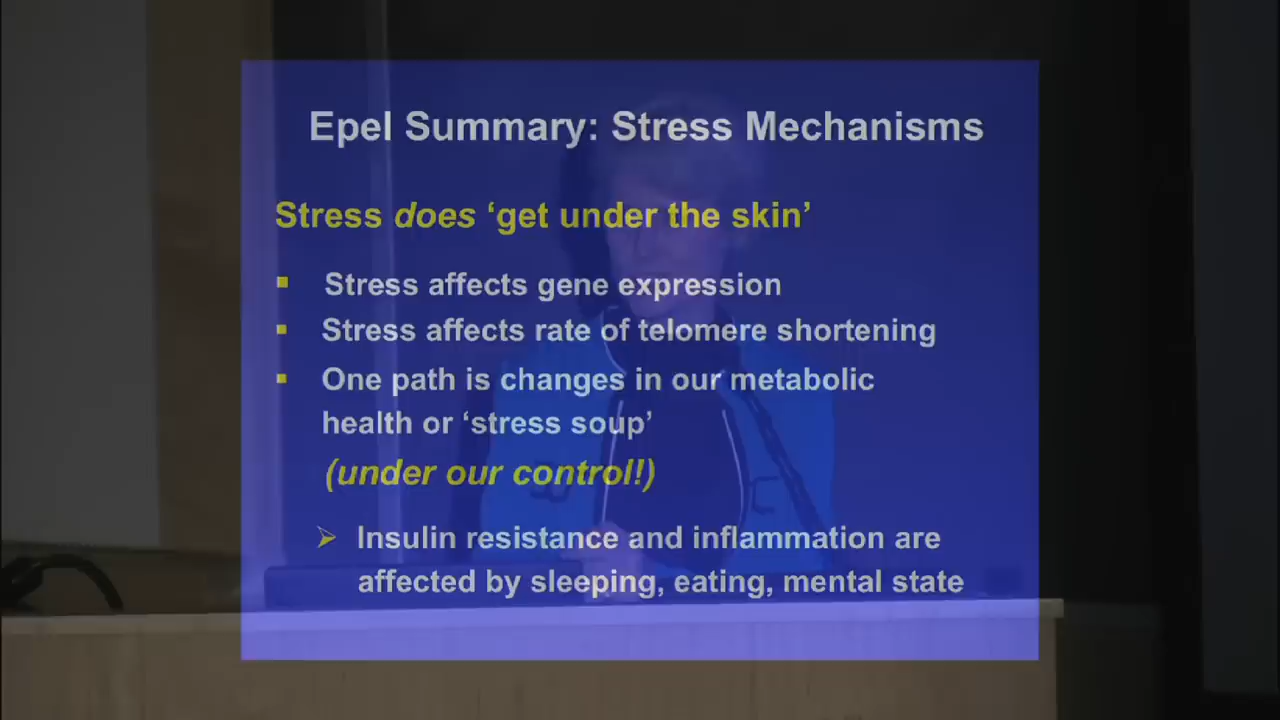 Epel Summary: Stress Mechanisms
Stress does ‘get under the skin’
▪ Stress affects gene expression
▪ Stress affects rate of telomere shortening
▪ One path is changes in our metabolic
health or ‘stress soup’
(under our control!)
➢ Insulin resistance and inflammation are
affected by sleeping, eating, mental state